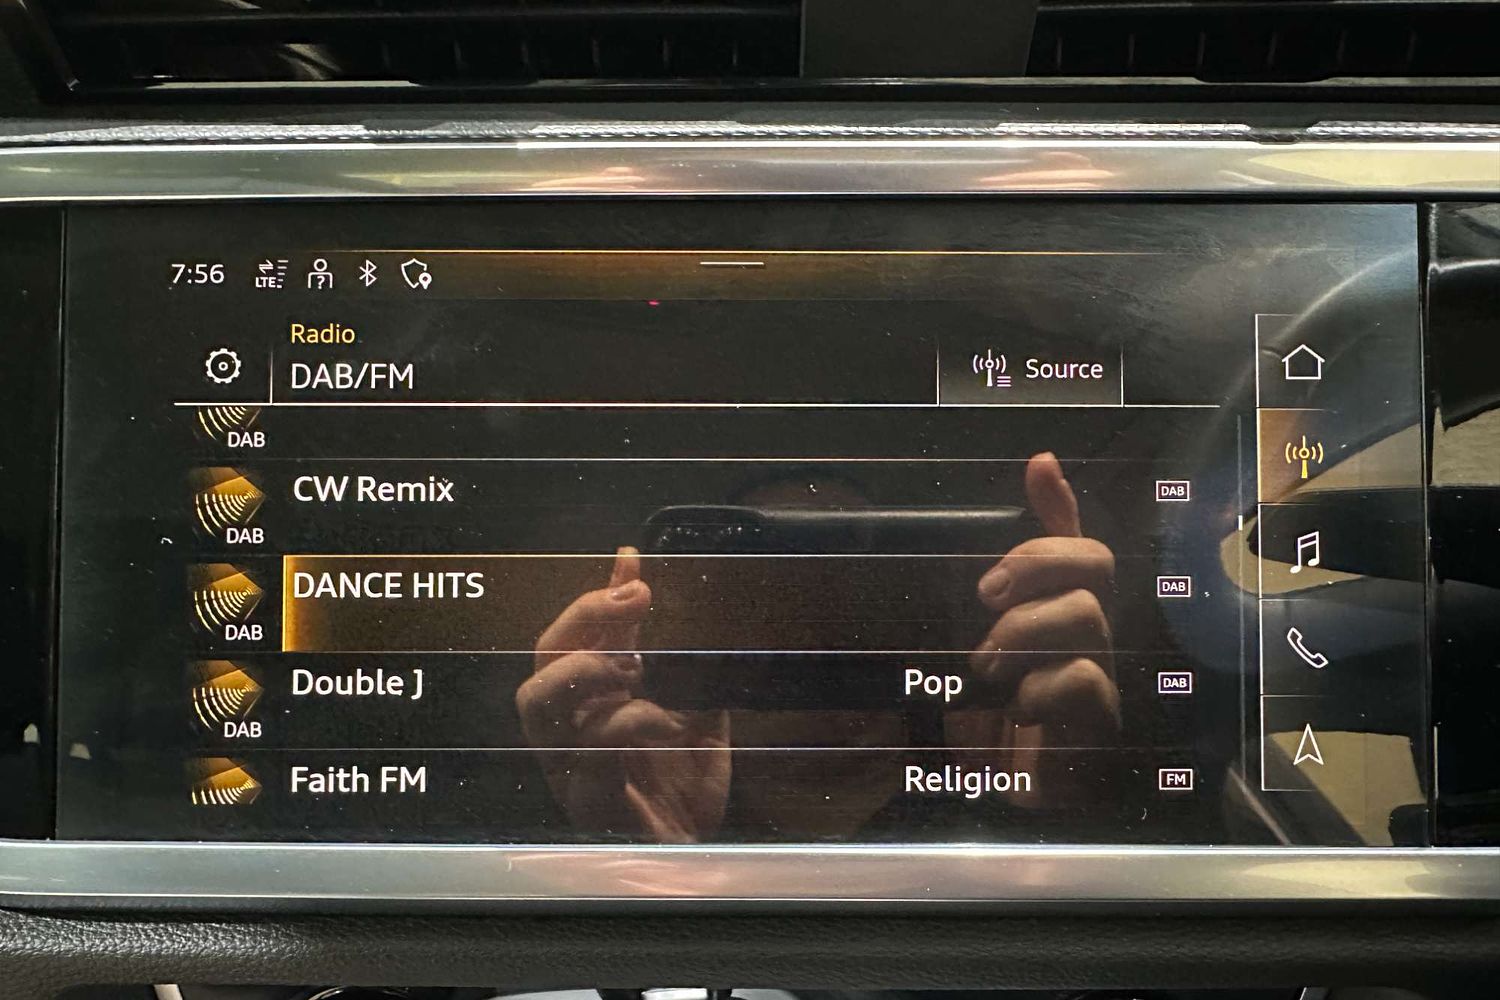 7:56 LTE
Radio
DAB/FM
Source
DAB
CW Remix DAB
DAB
DANCE HITS DAB
DAB
Double J Pop DAB
DAB
Faith FM Religion FM